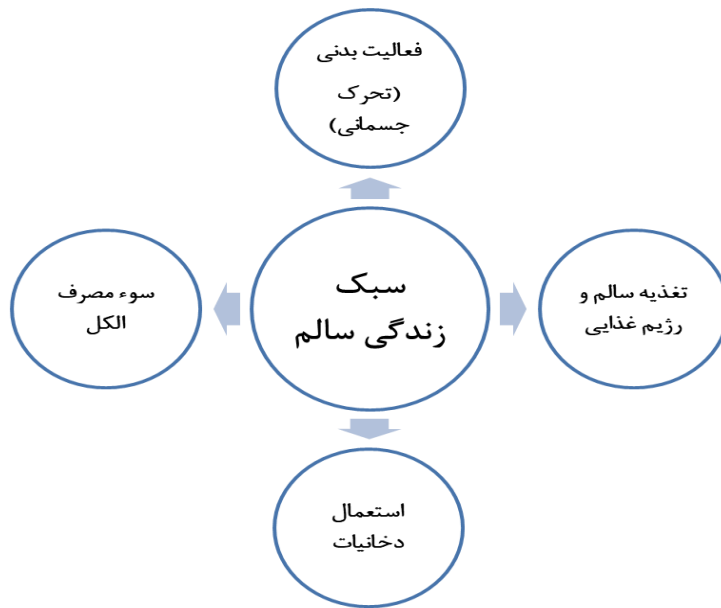 فعالیت بدنی
(تحرک
جسمانی)
سبک
زندگی سالم
تغذیه سالم و
رژیم غذایی
سوء مصرف
الکل
استعمال
دخانیات